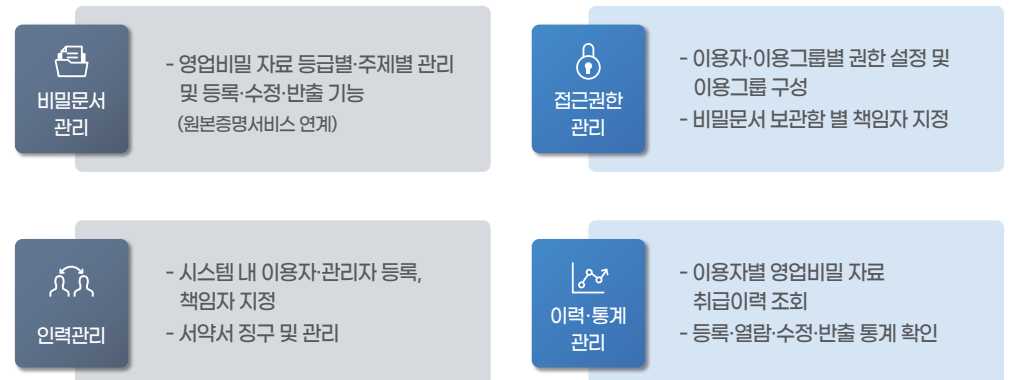 비밀문서
관리
- 영업비밀 자료 등급별·주제별 관리
및 등록·수정·반출 기능
(원본증명서비스 연계)
접근권한
관리
- 이용자·이용그룹별 권한 설정 및
이용그룹 구성
- 비밀문서 보관함 별 책임자 지정
인력관리
- 시스템 내 이용자·관리자 등록,
책임자 지정
- 서약서 징구 및 관리
이력·통계
관리
- 이용자별 영업비밀 자료
취급이력 조회
- 등록·열람·수정·반출 통계 확인